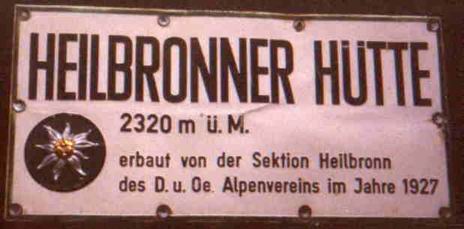 HEILBRONNER HÜTTE
2320 m ü. M.
erbaut von der Sektion Heilbronn
des D. u. Oe. Alpenvereins im Jahre 1927